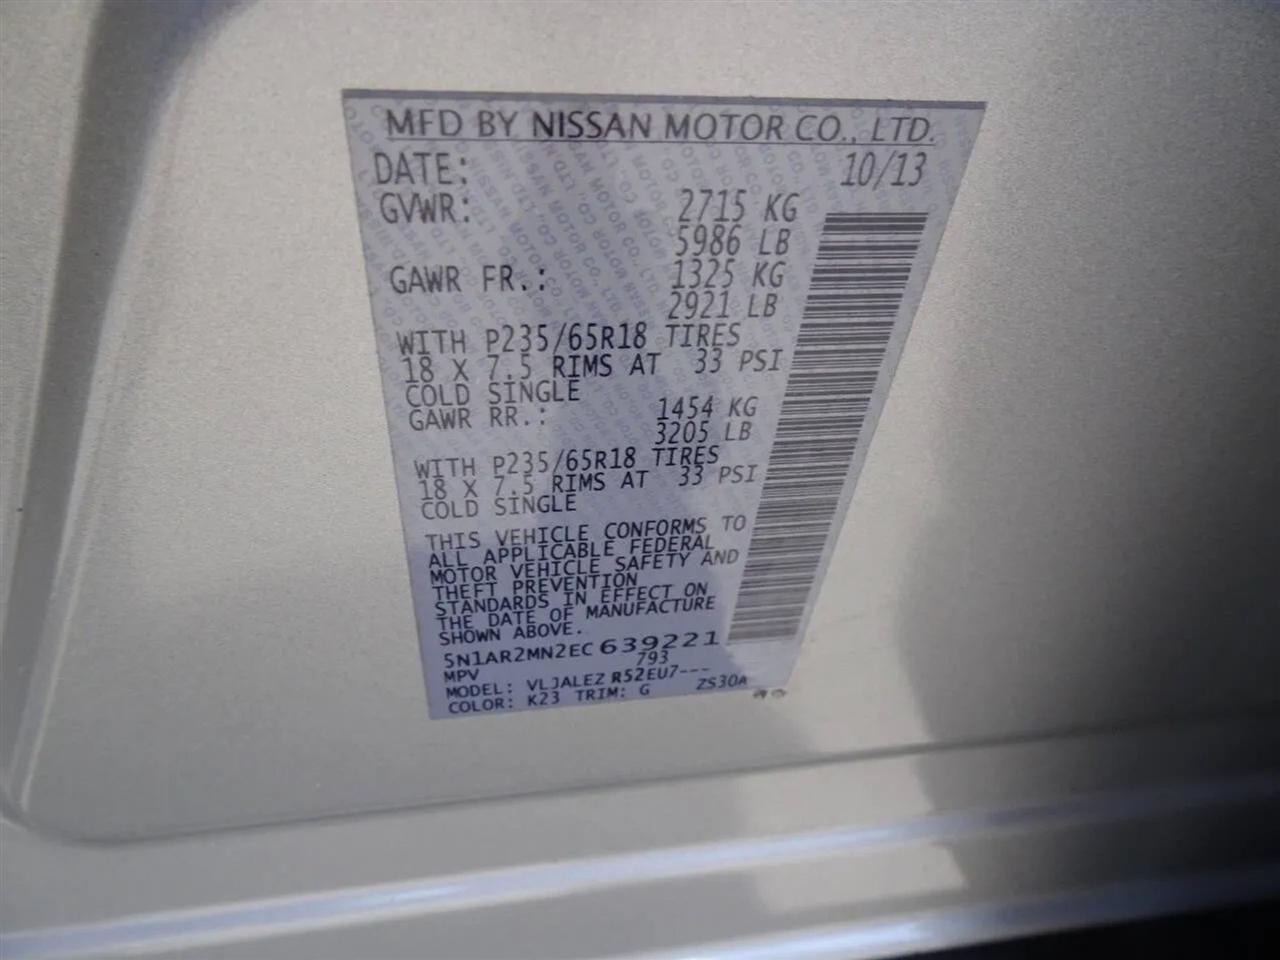 MFD BY NISSAN MOTOR CO., LTD.
DATE: 10/13
GVWR: 2715 KG
5986 LB
GAWR FR.: 1325 KG
2921 LB
WITH P235/65R18 TIRES
18 X 7.5 RIMS AT 33 PSI
COLD SINGLE
GAWR RR.: 1454 KG
3205 LB
WITH P235/65R18 TIRES
18 X 7.5 RIMS AT 33 PSI
COLD SINGLE
THIS VEHICLE CONFORMS TO
ALL APPLICABLE FEDERAL
MOTOR VEHICLE SAFETY AND
THEFT PREVENTION
STANDARDS IN EFFECT ON
THE DATE OF MANUFACTURE
SHOWN ABOVE.
5N1AR2MN2EC639221
MPV 793
MODEL: VLJALEZ R52EU7---
COLOR: K23 TRIM: G ZS30A